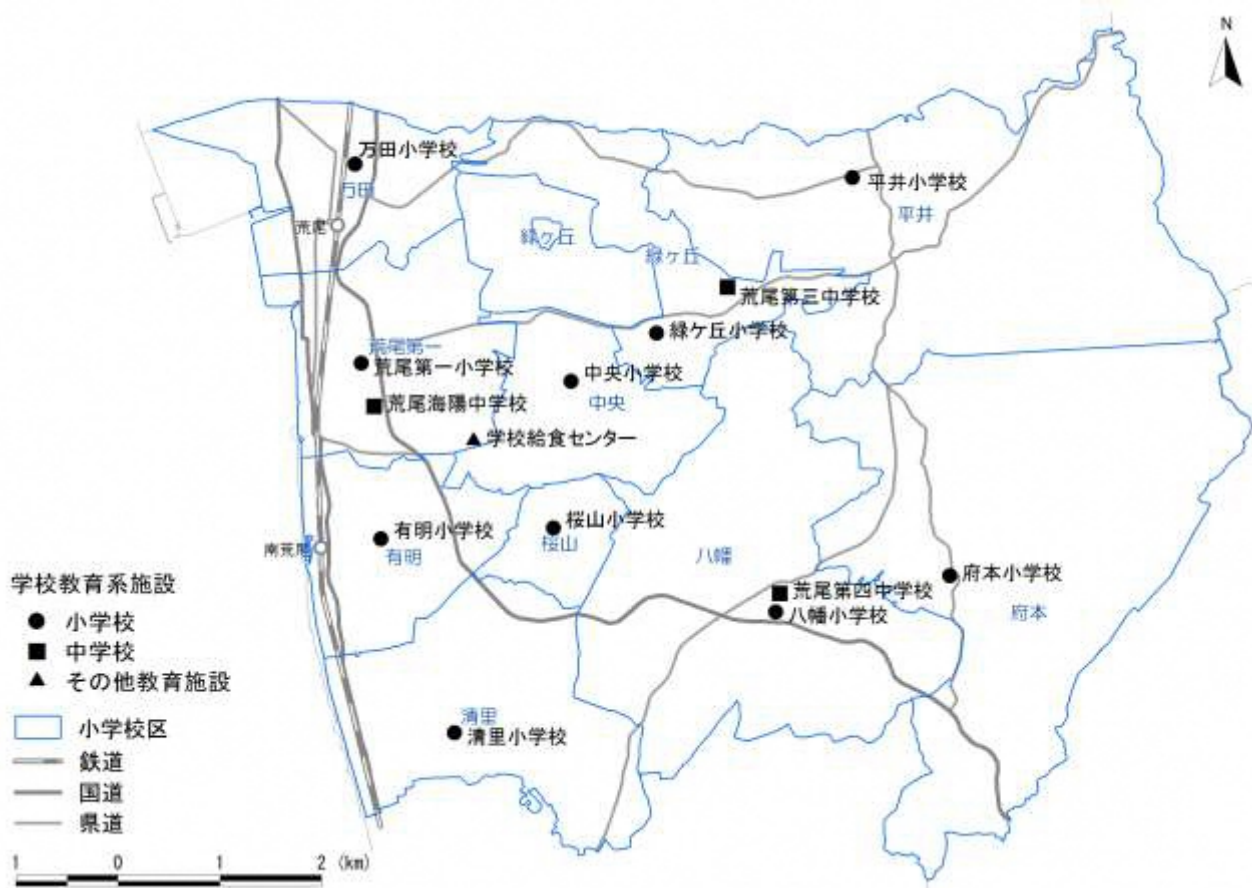 N
万田小学校
万田
平井小学校
平井
荒尾
緑ヶ丘
緑ヶ丘
荒尾第三中学校
緑ケ丘小学校
荒尾第一
荒尾第一小学校
中央小学校
中央
荒尾海陽中学校
学校給食センター
有明小学校
有明
桜山小学校
桜山
八幡
南荒尾
府本小学校
府本
荒尾第四中学校
八幡小学校
清里
清里小学校
学校教育系施設
小学校
中学校
その他教育施設
小学校区
鉄道
国道
県道
1 0 1 2 (km)